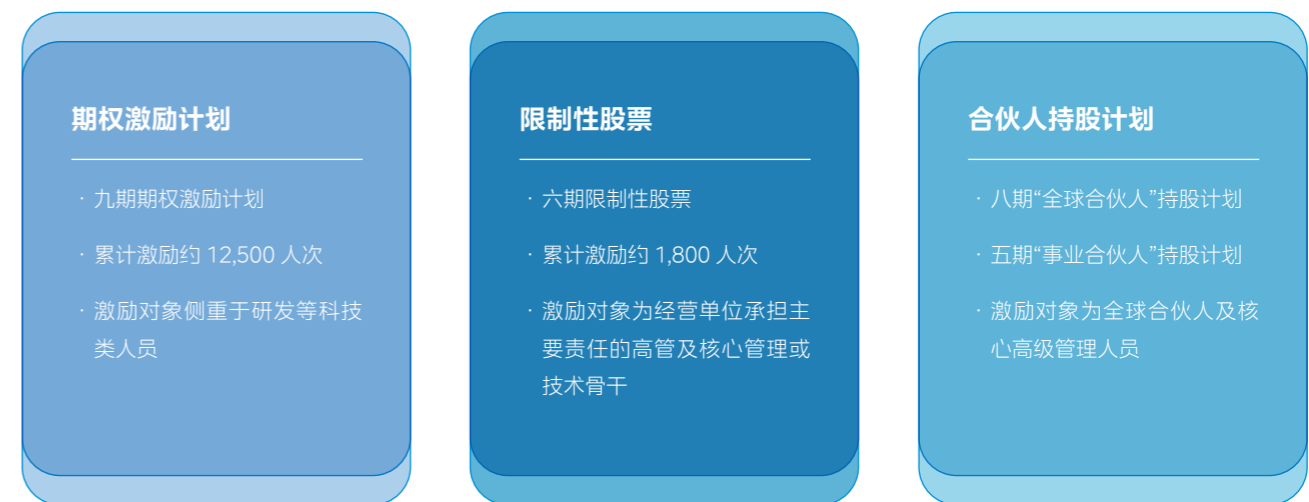 期权激励计划
· 九期期权激励计划
· 累计激励约 12,500 人次
· 激励对象侧重于研发等科技
类人员
限制性股票
· 六期限制性股票
· 累计激励约 1,800 人次
· 激励对象为经营单位承担主
要责任的高管及核心管理或
技术骨干
合伙人持股计划
· 八期“全球合伙人”持股计划
· 五期“事业合伙人”持股计划
· 激励对象为全球合伙人及核
心高级管理人员